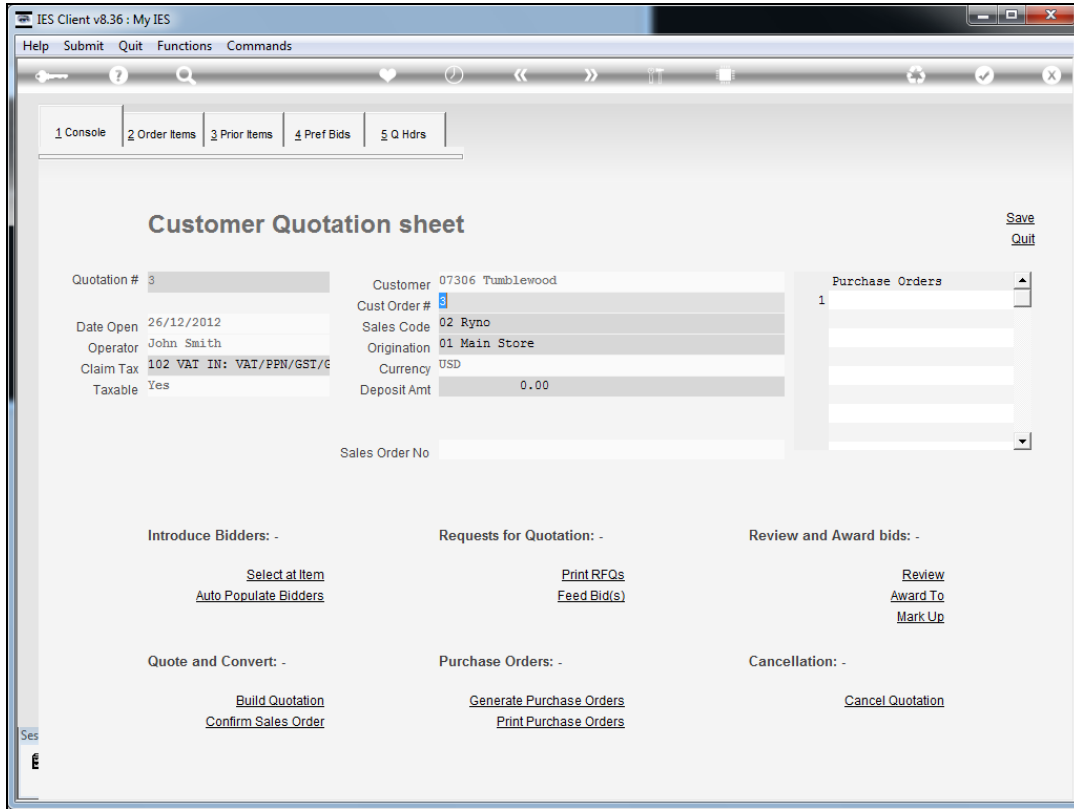 IES Client v8.36 : My IES
Help Submit Quit Functions Commands
1 Console 2 Order Items 3 Prior Items 4 Pref Bids 5 Q Hdrs
Customer Quotation sheet
Save
Quit
Quotation # 3
Date Open 26/12/2012
Operator John Smith
Claim Tax 102 VAT IN: VAT/PPN/GST/G
Taxable Yes
Customer 07306 Tumblewood
Cust Order # 3
Sales Code 02 Ryno
Origination 01 Main Store
Currency USD
Deposit Amt 0.00
Sales Order No
Purchase Orders
1
Introduce Bidders: -
Select at Item
Auto Populate Bidders
Requests for Quotation: -
Print RFQs
Feed Bid(s)
Review and Award bids: -
Review
Award To
Mark Up
Quote and Convert: -
Build Quotation
Confirm Sales Order
Purchase Orders: -
Generate Purchase Orders
Print Purchase Orders
Cancellation: -
Cancel Quotation
Ses